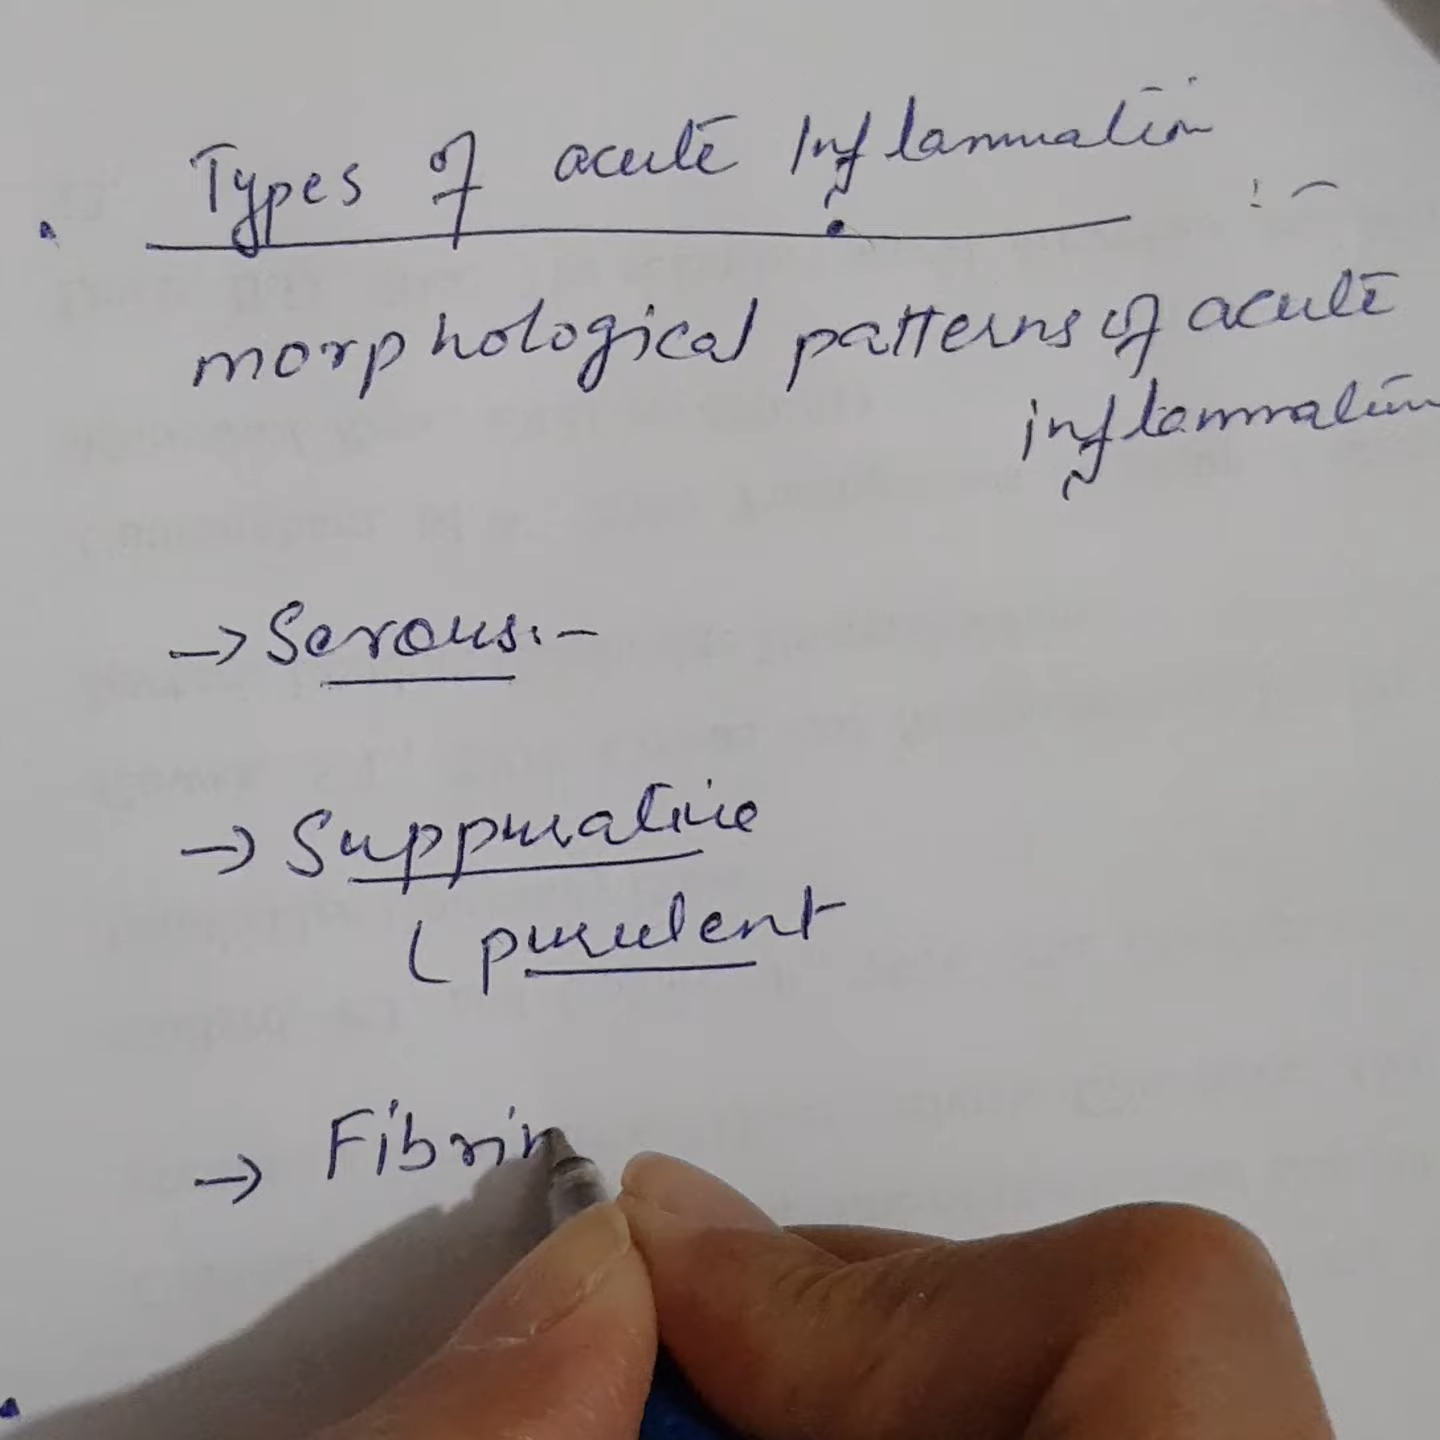 Types of acute Inflammation :-
morphological patterns of acute
inflammation
→ Serous:-
→ Suppurative
(purulent
→ Fibrin